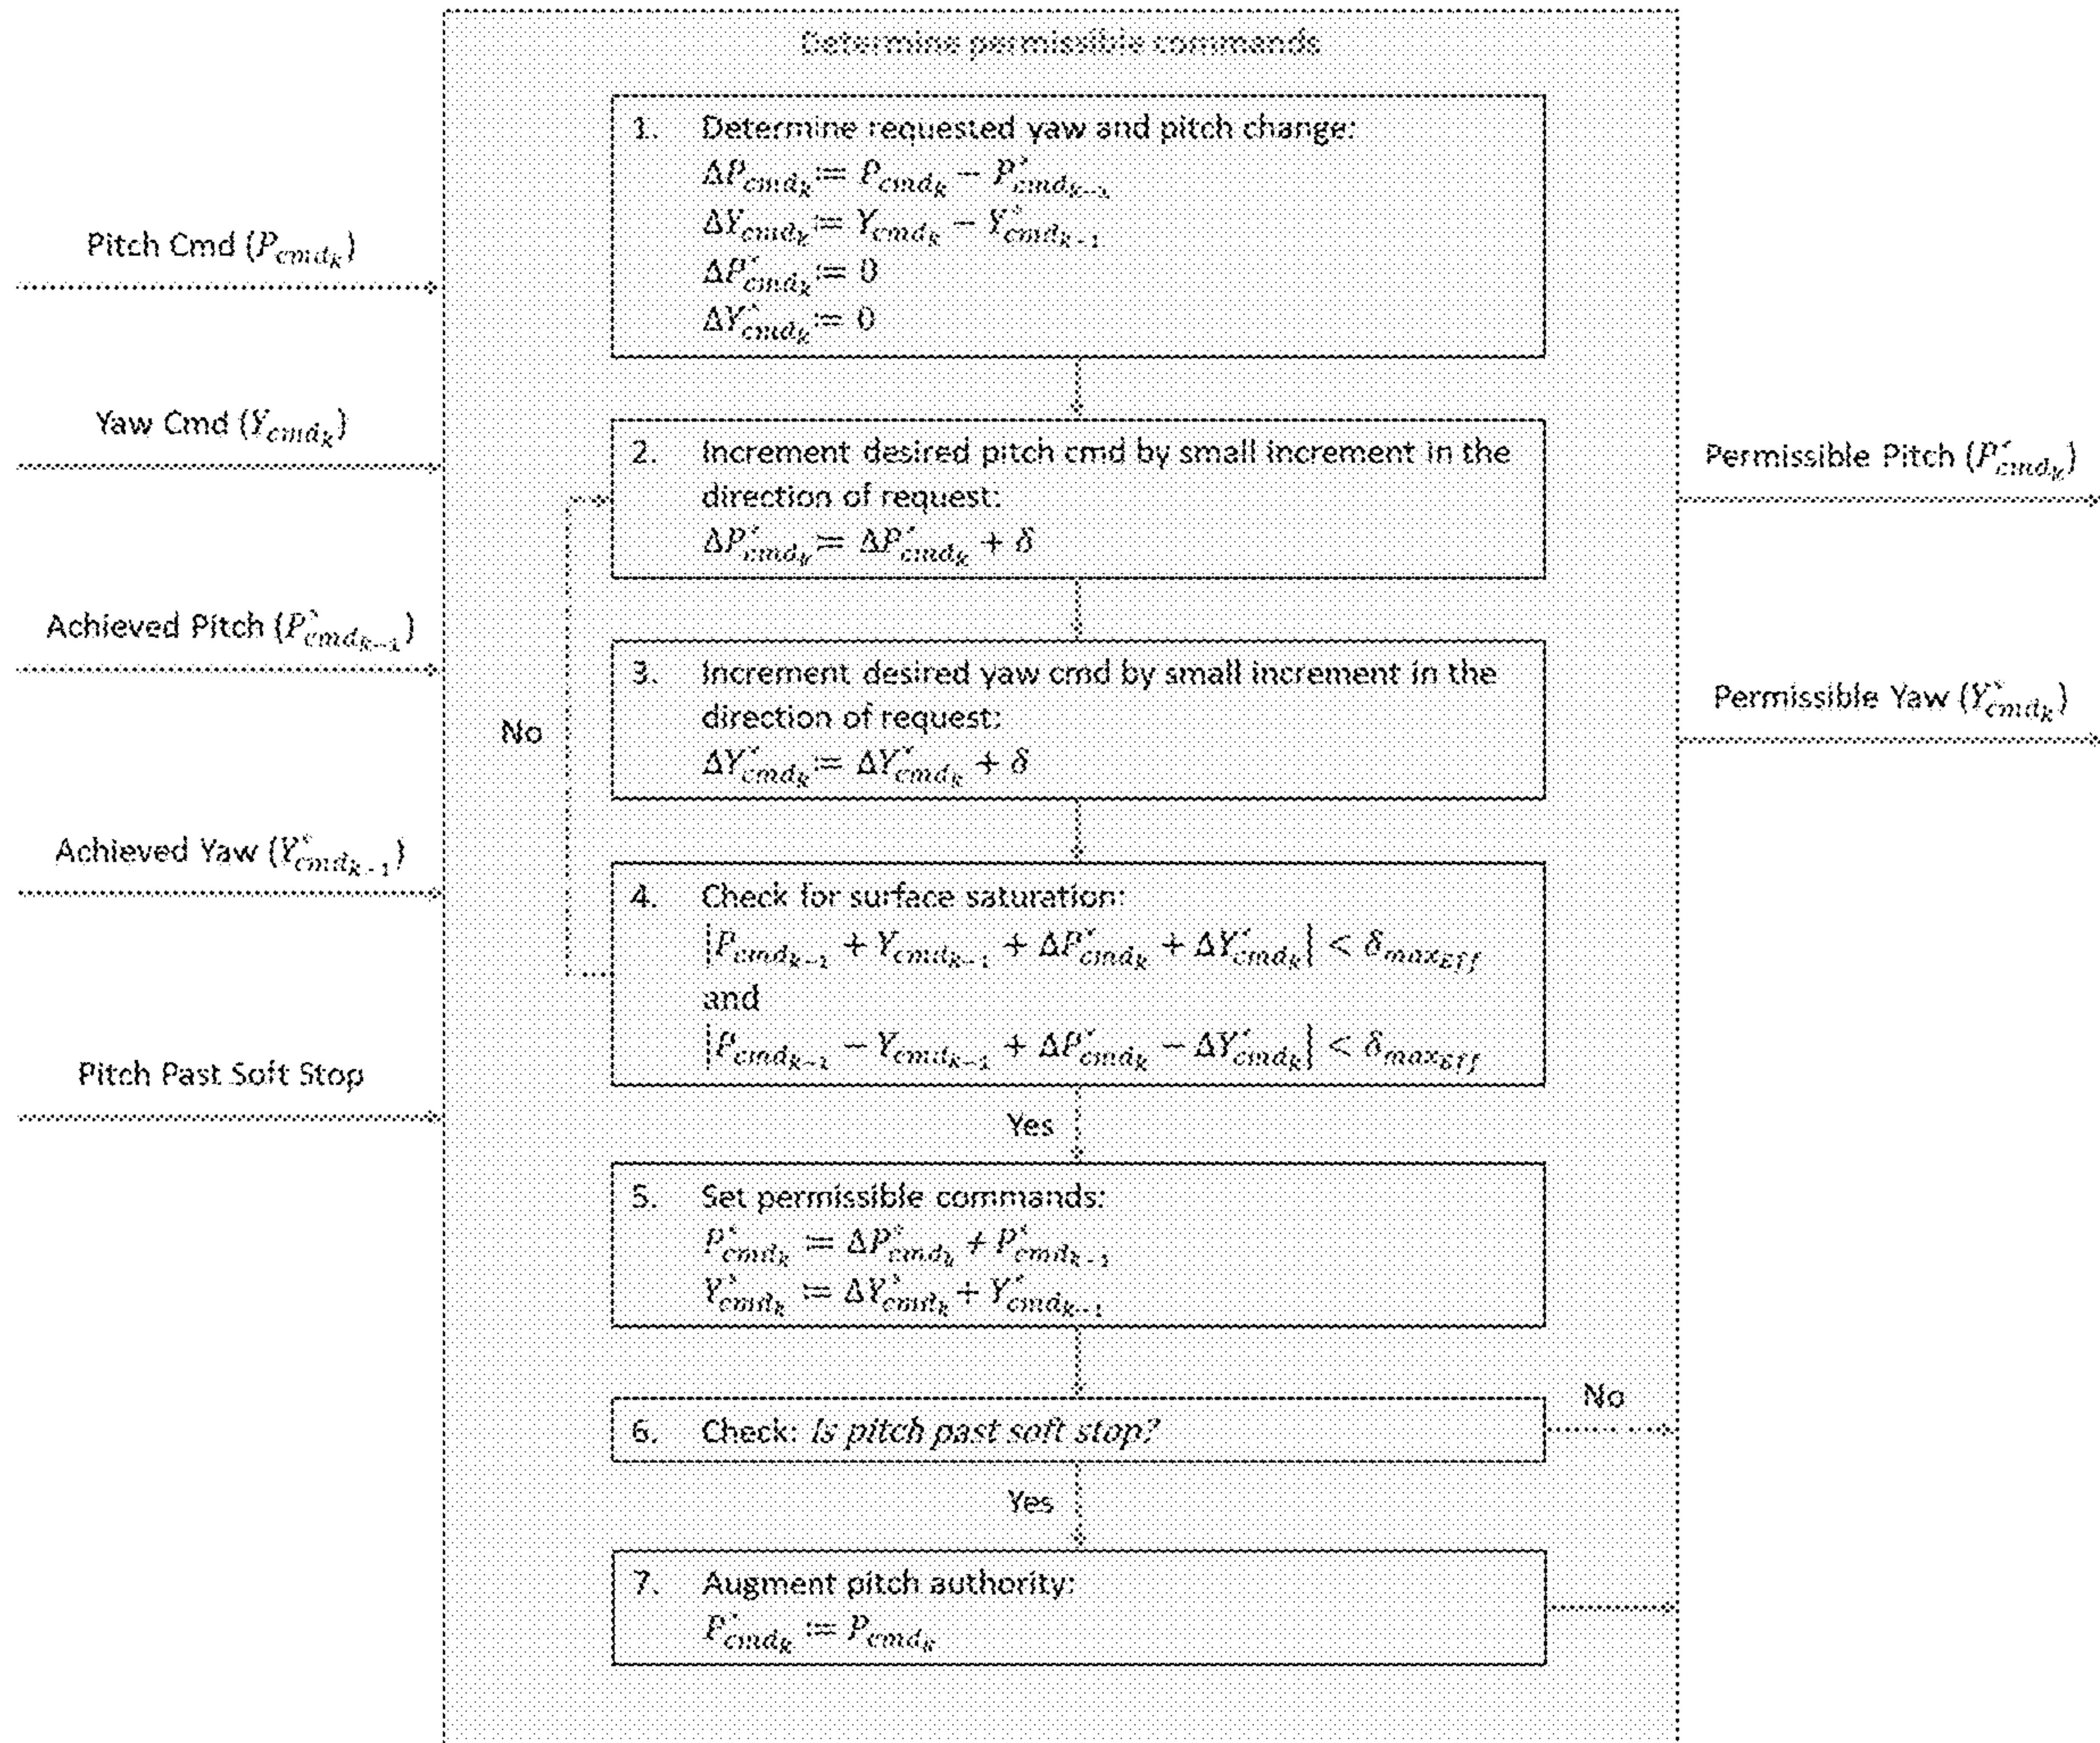 Determine permissible commands
Pitch Cmd (P_cmd_k)
Yaw Cmd (Y_cmd_k)
Achieved Pitch (P*_cmd_k-1)
Achieved Yaw (Y*_cmd_k-1)
Pitch Past Soft Stop
1. Determine requested yaw and pitch change:
ΔP_cmd_k := P_cmd_k − P*_cmd_k-1
ΔY_cmd_k := Y_cmd_k − Y*_cmd_k-1
ΔP*_cmd_k := 0
ΔY*_cmd_k := 0
2. Increment desired pitch cmd by small increment in the
direction of request:
ΔP*_cmd_k := ΔP*_cmd_k + δ
3. Increment desired yaw cmd by small increment in the
direction of request:
ΔY*_cmd_k := ΔY*_cmd_k + δ
No
4. Check for surface saturation:
|P_cmd_k-1 + Y_cmd_k-1 + ΔP*_cmd_k + ΔY*_cmd_k| < δ_max_Eff
and
|P_cmd_k-1 − Y_cmd_k-1 + ΔP*_cmd_k − ΔY*_cmd_k| < δ_max_Eff
Yes
5. Set permissible commands:
P*_cmd_k := ΔP*_cmd_k + P*_cmd_k-1
Y*_cmd_k := ΔY*_cmd_k + Y*_cmd_k-1
6. Check: Is pitch past soft stop?
No
Yes
7. Augment pitch authority:
P*_cmd_k := P_cmd_k
Permissible Pitch (P*_cmd_k)
Permissible Yaw (Y*_cmd_k)